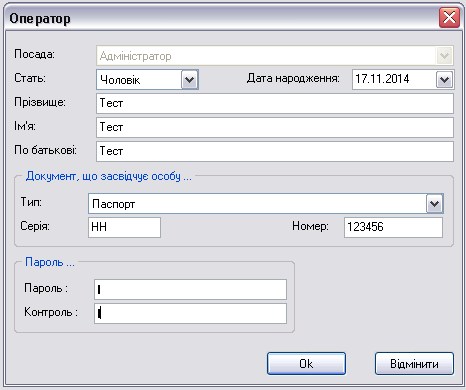 Оператор
Посада: Адміністратор
Стать: Чоловік Дата народження: 17.11.2014
Прізвище: Тест
Ім'я: Тест
По батькові: Тест
Документ, що засвідчує особу ...
Тип: Паспорт
Серія: НН Номер: 123456
Пароль ...
Пароль :
Контроль :
Ok Відмінити